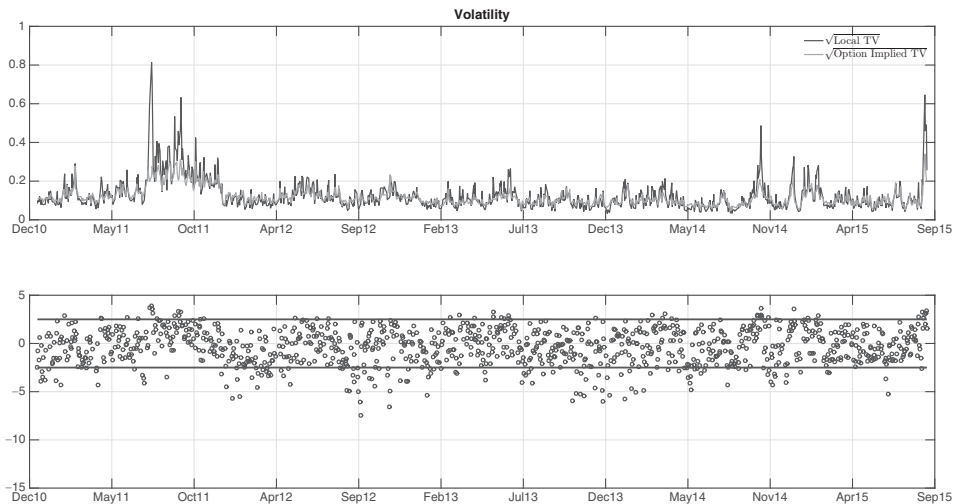 Volatility
1
0.8
0.6
0.4
0.2
0
√Local TV
√Option Implied TV
Dec10 May11 Oct11 Apr12 Sep12 Feb13 Jul13 Dec13 May14 Nov14 Apr15 Sep15
5
0
−5
−10
−15
Dec10 May11 Oct11 Apr12 Sep12 Feb13 Jul13 Dec13 May14 Nov14 Apr15 Sep15